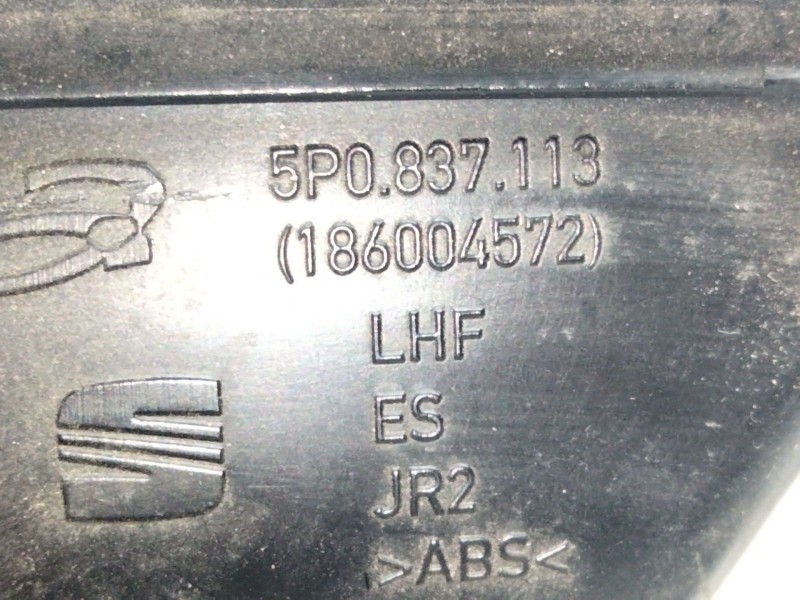 5P0.837.113
(186004572)
LHF
ES
JR2
>ABS<